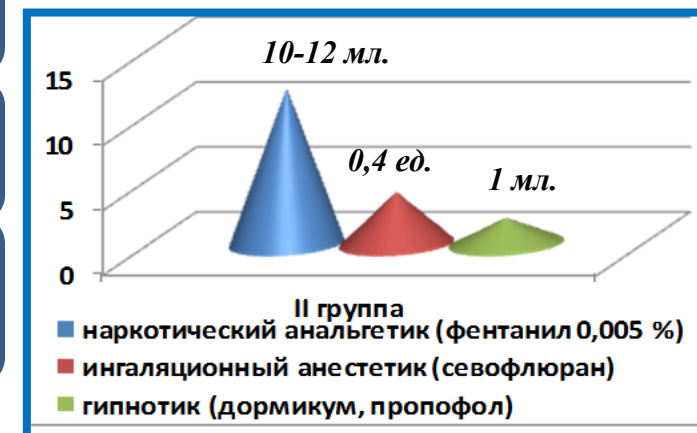 10-12 мл.
15
10
0,4 ед.
1 мл.
5
0
II группа
наркотический анальгетик (фентанил 0,005 %)
ингаляционный анестетик (севофлюран)
гипнотик (дормикум, пропофол)